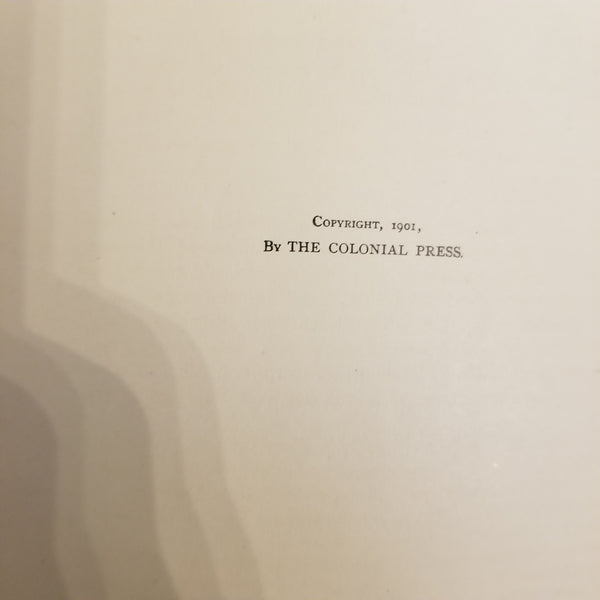 Copyright, 1901,
By THE COLONIAL PRESS.